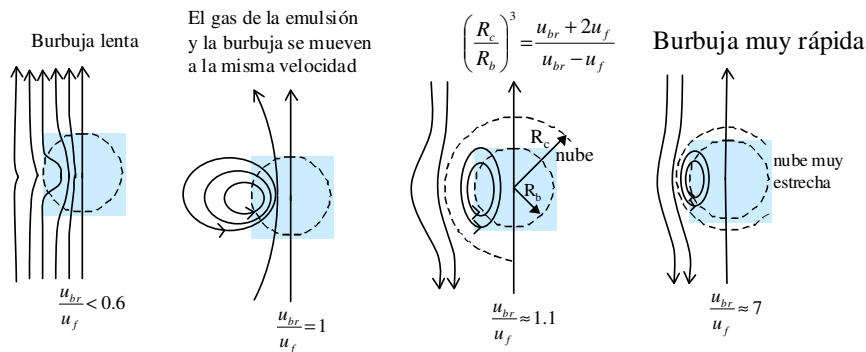 Burbuja lenta
El gas de la emulsión
y la burbuja se mueven
a la misma velocidad
(R_c / R_b)^3 = (u_br + 2u_f) / (u_br - u_f)
Burbuja muy rápida
R_c
nube
R_b
nube muy
estrecha
u_br / u_f < 0.6
u_br / u_f = 1
u_br / u_f ≈ 1.1
u_br / u_f ≈ 7